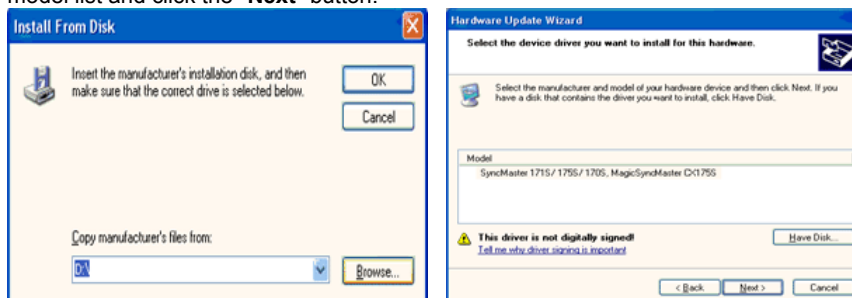 model list and click the "Next" button.
Install From Disk
Insert the manufacturer's installation disk, and then
make sure that the correct drive is selected below.
OK
Cancel
Copy manufacturer's files from:
D:\
Browse...
Hardware Update Wizard
Select the device driver you want to install for this hardware.
Select the manufacturer and model of your hardware device and then click Next. If you
have a disk that contains the driver you want to install, click Have Disk.
Model
SyncMaster 171S/ 175S/ 170S, MagicSyncMaster CX175S
This driver is not digitally signed!
Tell me why driver signing is important
Have Disk...
< Back
Next >
Cancel